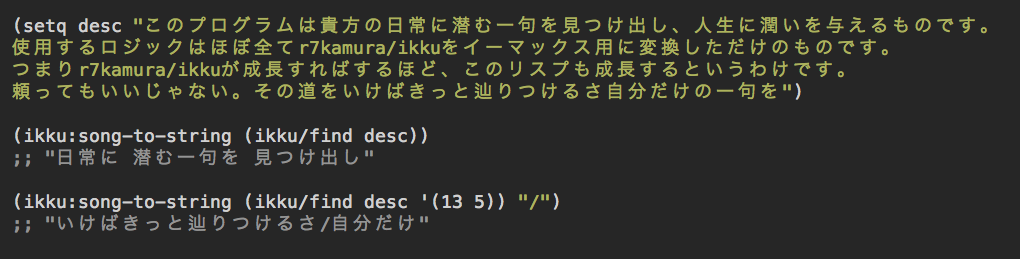 (setq desc "このプログラムは貴方の日常に潜む一句を見つけ出し、人生に潤いを与えるものです。
使用するロジックはほぼ全てr7kamura/ikkuをイーマックス用に変換しただけのものです。
つまりr7kamura/ikkuが成長すればするほど、このリスプも成長するというわけです。
頼ってもいいじゃない。その道をいけばきっと辿りつけるさ自分だけの一句を")
(ikku:song-to-string (ikku/find desc))
;; "日常に 潜む一句を 見つけ出し"
(ikku:song-to-string (ikku/find desc '(13 5)) "/")
;; "いけばきっと辿りつけるさ/自分だけ"